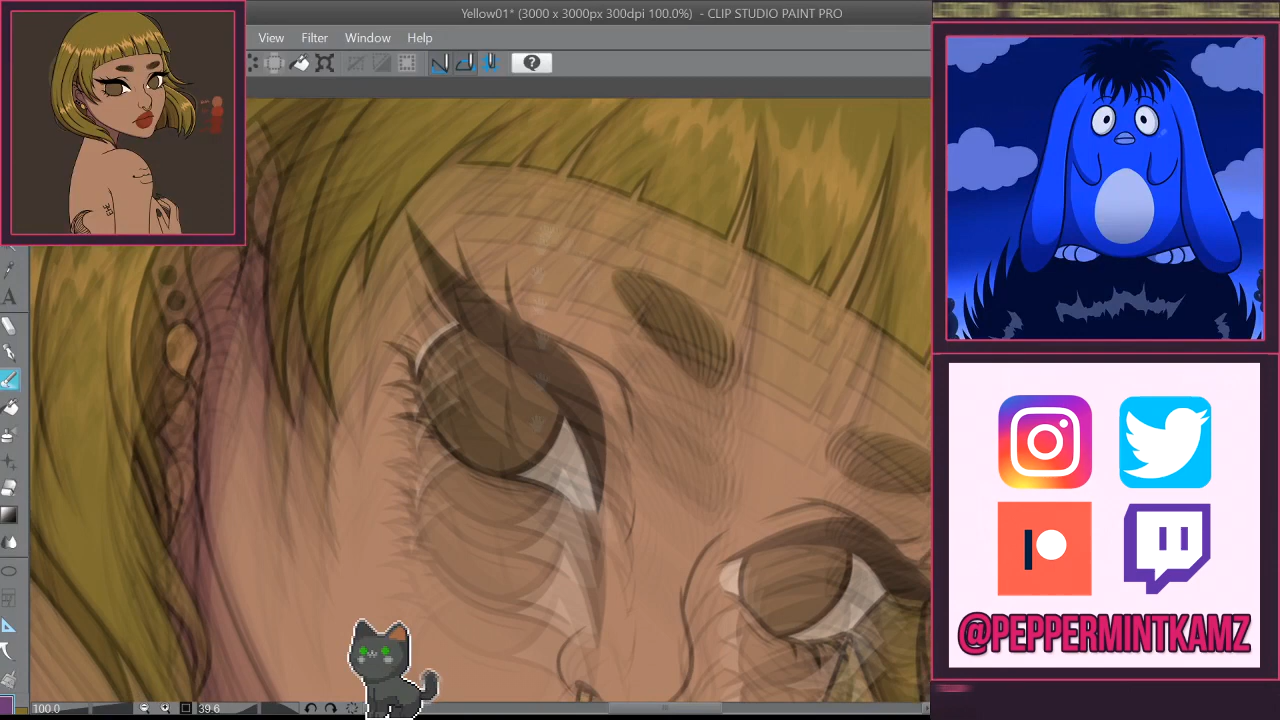 Yellow01* (3000 x 3000px 300dpi 100.0%) - CLIP STUDIO PAINT PRO
View Filter Window Help
A
100.0
39.6
@PEPPERMINTKAMZ